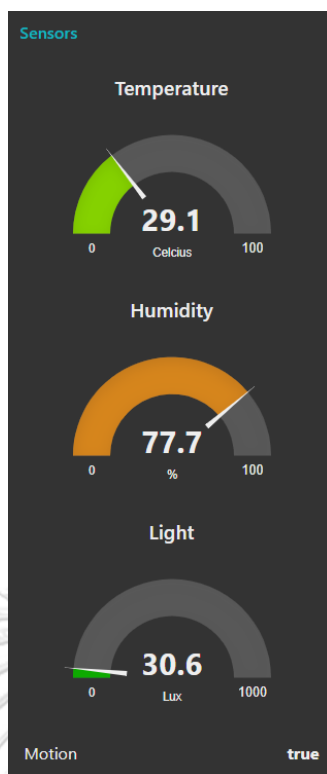 Sensors
Temperature
29.1
0 Celcius 100
Humidity
77.7
0 % 100
Light
30.6
0 Lux 1000
Motion true